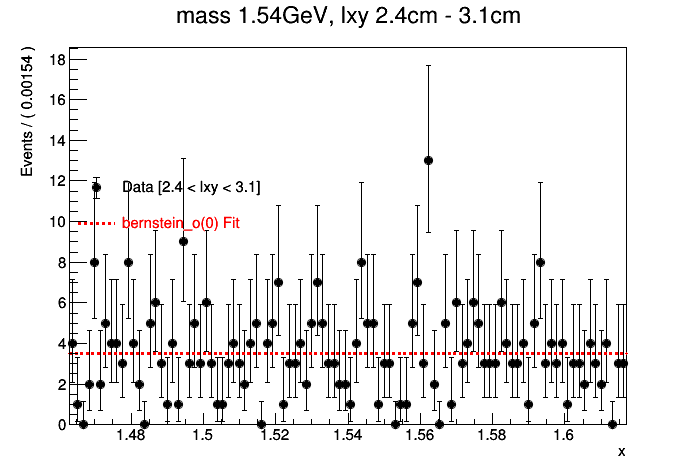 mass 1.54GeV, lxy 2.4cm - 3.1cm
Events / ( 0.00154 )
18
16
14
12
10
8
6
4
2
0
Data [2.4 < lxy < 3.1]
bernstein_o(0) Fit
1.48 1.5 1.52 1.54 1.56 1.58 1.6
x